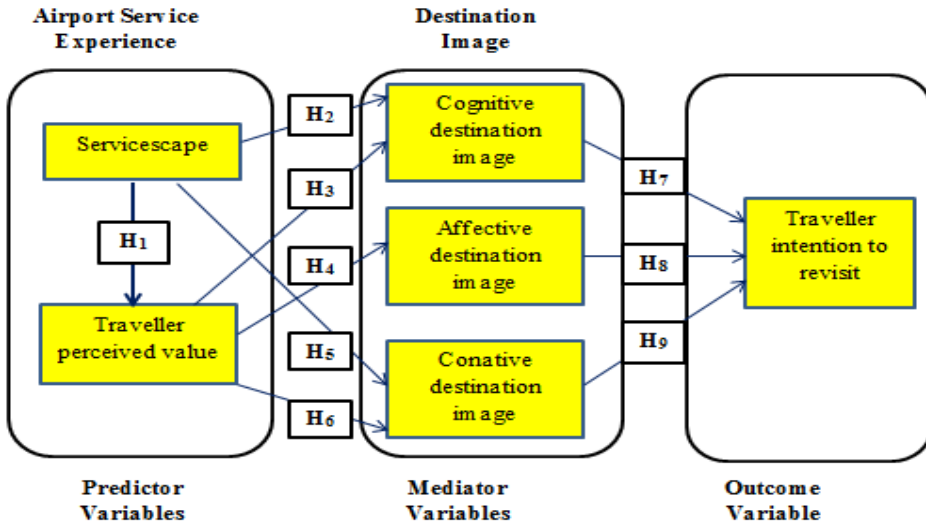 Airport Service
Experience
Destination
Image
Servicescape
H1
Traveller
perceived value
H2
H3
H4
H5
H6
Cognitive
destination
image
Affective
destination
image
Conative
destination
image
H7
H8
H9
Traveller
intention to
revisit
Predictor
Variables
Mediator
Variables
Outcome
Variable